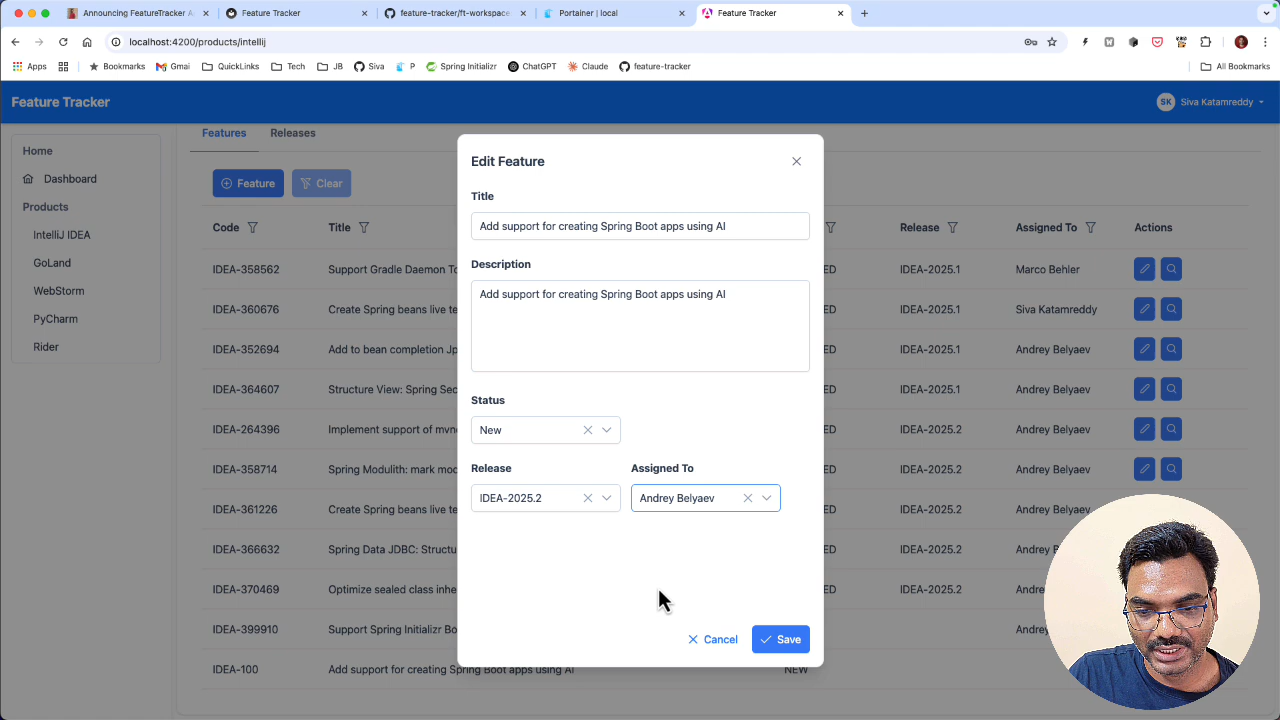 Announcing FeatureTracker A
Feature Tracker
feature-tracker/ft-workspace:
Portainer | local
Feature Tracker
localhost:4200/products/intellij
Apps
Bookmarks
Gmai
QuickLinks
Tech
JB
Siva
P
Spring Initializr
ChatGPT
Claude
feature-tracker
All Bookmarks
Feature Tracker
SK
Siva Katamreddy
Home
Dashboard
Products
IntelliJ IDEA
GoLand
WebStorm
PyCharm
Rider
Features
Releases
Feature
Clear
Code
Title
Release
Assigned To
Actions
IDEA-358562
Support Gradle Daemon To
ED
IDEA-2025.1
Marco Behler
IDEA-360676
Create Spring beans live te
ED
IDEA-2025.1
Siva Katamreddy
IDEA-352694
Add to bean completion Jp
ED
IDEA-2025.1
Andrey Belyaev
IDEA-364607
Structure View: Spring Sec
ED
IDEA-2025.1
Andrey Belyaev
IDEA-264396
Implement support of mvn
ED
IDEA-2025.2
Andrey Belyaev
IDEA-358714
Spring Modulith: mark mod
ED
IDEA-2025.2
Andrey Belyaev
IDEA-361226
Create Spring beans live te
ED
IDEA-2025.2
Andrey B
IDEA-366632
Spring Data JDBC: Structu
ED
IDEA-2025.2
Andrey B
IDEA-370469
Optimize sealed class inhe
ED
IDEA-2025.2
Andrey
IDEA-399910
Support Spring Initializr Bo
ED
Andrey
IDEA-100
Add support for creating Spring Boot apps using AI
NEW
Edit Feature
Title
Add support for creating Spring Boot apps using AI
Description
Add support for creating Spring Boot apps using AI
Status
New
Release
Assigned To
IDEA-2025.2
Andrey Belyaev
Cancel
Save